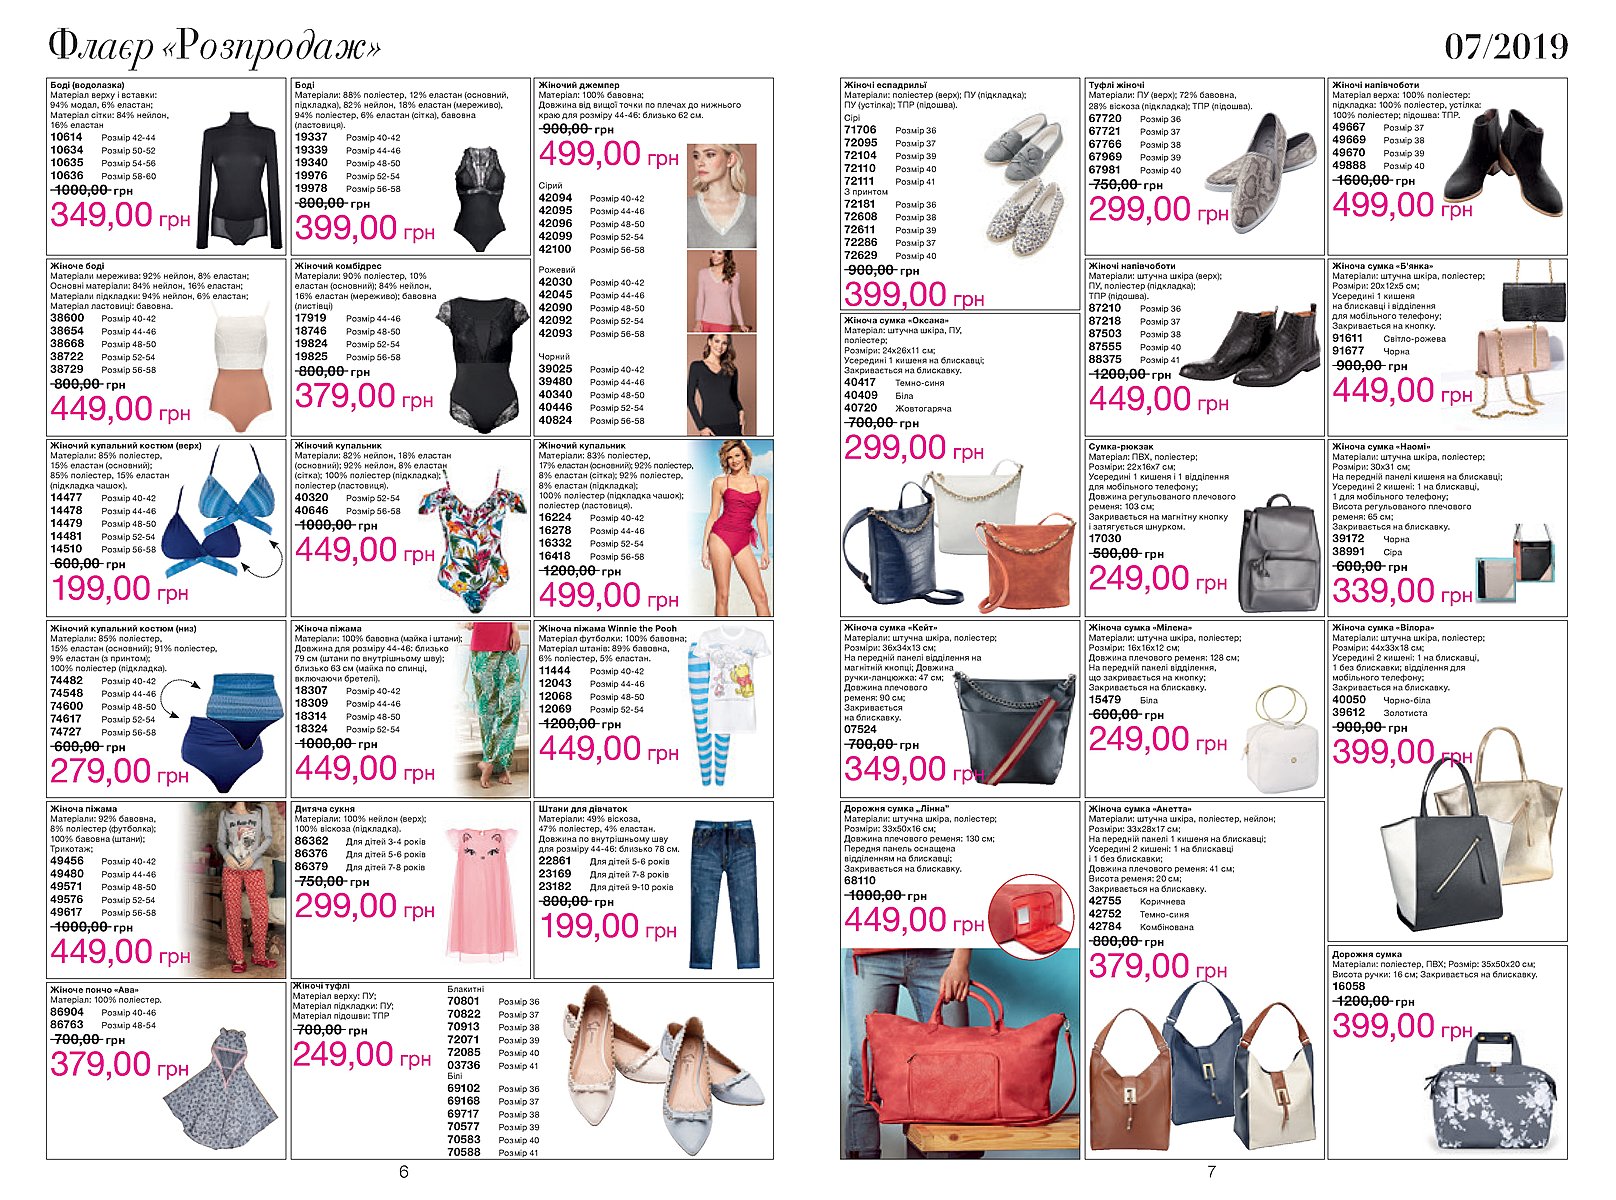 Флаєр «Розпродаж»
07/2019
Боді (водолазка)
Матеріал верху і вставки:
94% модал, 6% еластан;
Матеріал сітки: 84% нейлон,
16% еластан
10614 Розмір 42-44
10634 Розмір 50-52
10635 Розмір 54-56
10636 Розмір 58-60
1000,00 грн
349,00 грн
Боді
Матеріали: 88% поліестер, 12% еластан (основний,
підкладка), 82% нейлон, 18% еластан (мереживо),
94% поліестер, 6% еластан (сітка), бавовна
(ластовиця).
19337 Розмір 40-42
19339 Розмір 44-46
19340 Розмір 48-50
19976 Розмір 52-54
19978 Розмір 56-58
800,00 грн
399,00 грн
Жіночий джемпер
Матеріал: 100% бавовна;
Довжина від вищої точки по плечах до нижнього
краю для розміру 44-46: близько 62 см.
900,00 грн
499,00 грн
Сірий
42094 Розмір 40-42
42095 Розмір 44-46
42096 Розмір 48-50
42099 Розмір 52-54
42100 Розмір 56-58
Рожевий
42030 Розмір 40-42
42045 Розмір 44-46
42090 Розмір 48-50
42092 Розмір 52-54
42093 Розмір 56-58
Чорний
39025 Розмір 40-42
39480 Розмір 44-46
40340 Розмір 48-50
40446 Розмір 52-54
40824 Розмір 56-58
Жіноче боді
Матеріали мережива: 92% нейлон, 8% еластан;
Основні матеріали: 84% нейлон, 16% еластан;
Матеріали підкладки: 94% нейлон, 6% еластан;
Матеріал ластовиці: бавовна.
38600 Розмір 40-42
38654 Розмір 44-46
38668 Розмір 48-50
38722 Розмір 52-54
38729 Розмір 56-58
800,00 грн
449,00 грн
Жіночий комбідрес
Матеріали: 90% поліестер, 10%
еластан (основний); 84% нейлон,
16% еластан (мереживо); бавовна
(листівці)
17919 Розмір 44-46
18746 Розмір 48-50
19824 Розмір 52-54
19825 Розмір 56-58
800,00 грн
379,00 грн
Жіночий купальний костюм (верх)
Матеріали: 85% поліестер,
15% еластан (основний);
85% поліестер, 15% еластан
(підкладка чашок).
14477 Розмір 40-42
14478 Розмір 44-46
14479 Розмір 48-50
14481 Розмір 52-54
14510 Розмір 56-58
600,00 грн
199,00 грн
Жіночий купальник
Матеріали: 82% нейлон, 18% еластан
(основний); 92% нейлон, 8% еластан
(сітка); 100% поліестер (підкладка);
поліестер (ластовиця).
40320 Розмір 52-54
40646 Розмір 56-58
1000,00 грн
449,00 грн
Жіночий купальник
Матеріали: 83% поліестер,
17% еластан (основний); 92% поліестер,
8% еластан (сітка); 92% поліестер,
8% еластан (підкладка);
100% поліестер (підкладка чашок);
поліестер (ластовиця).
16224 Розмір 40-42
16278 Розмір 44-46
16332 Розмір 52-54
16418 Розмір 56-58
1200,00 грн
499,00 грн
Жіночий купальний костюм (низ)
Матеріали: 85% поліестер,
15% еластан (основний); 91% поліестер,
9% еластан (з принтом);
100% поліестер (підкладка).
74482 Розмір 40-42
74548 Розмір 44-46
74600 Розмір 48-50
74617 Розмір 52-54
74727 Розмір 56-58
600,00 грн
279,00 грн
Жіноча піжама
Матеріали: 100% бавовна (майка і штани);
Довжина для розміру 44-46: близько
79 см (штани по внутрішньому шву);
близько 63 см (майка по спинці,
включаючи бретелі).
18307 Розмір 40-42
18309 Розмір 44-46
18314 Розмір 48-50
18324 Розмір 52-54
1000,00 грн
449,00 грн
Жіноча піжама Winnie the Pooh
Матеріал футболки: 100% бавовна;
Матеріал штанів: 89% бавовна,
6% поліестер, 5% еластан.
11444 Розмір 40-42
12043 Розмір 44-46
12068 Розмір 48-50
12069 Розмір 52-54
1200,00 грн
449,00 грн
Жіноча піжама
Матеріали: 92% бавовна,
8% поліестер (футболка);
100% бавовна (штани);
Трикотаж;
49456 Розмір 40-42
49480 Розмір 44-46
49571 Розмір 48-50
49576 Розмір 52-54
49617 Розмір 56-58
1000,00 грн
449,00 грн
Дитяча сукня
Матеріали: 100% нейлон (верх);
100% віскоза (підкладка).
86362 Для дітей 3-4 років
86376 Для дітей 5-6 років
86379 Для дітей 7-8 років
750,00 грн
299,00 грн
Штани для дівчаток
Матеріали: 49% віскоза,
47% поліестер, 4% еластан.
Довжина по внутрішньому шву
для розміру 44-46: близько 78 см.
22861 Для дітей 5-6 років
23169 Для дітей 7-8 років
23182 Для дітей 9-10 років
800,00 грн
199,00 грн
Жіноче пончо «Ава»
Матеріал: 100% поліестер.
86904 Розмір 40-46
86763 Розмір 48-54
700,00 грн
379,00 грн
Жіночі туфлі
Матеріал верху: ПУ;
Матеріал підкладки: ПУ;
Матеріал підошви: ТПР
700,00 грн
249,00 грн
Блакитні
70801 Розмір 36
70822 Розмір 37
70913 Розмір 38
72071 Розмір 39
72085 Розмір 40
03736 Розмір 41
Білі
69102 Розмір 36
69168 Розмір 37
69717 Розмір 38
70577 Розмір 39
70583 Розмір 40
70588 Розмір 41
6
Жіночі еспадрильї
Матеріали: поліестер (верх); ПУ (підкладка);
ПУ (устілка); ТПР (підошва).
Сірі
71706 Розмір 36
72095 Розмір 37
72104 Розмір 39
72110 Розмір 40
72111 Розмір 41
З принтом
72181 Розмір 36
72608 Розмір 38
72611 Розмір 39
72286 Розмір 37
72629 Розмір 40
900,00 грн
399,00 грн
Туфлі жіночі
Матеріали: ПУ (верх); 72% бавовна,
28% віскоза (підкладка); ТПР (підошва).
67720 Розмір 36
67721 Розмір 37
67766 Розмір 38
67969 Розмір 39
67981 Розмір 40
750,00 грн
299,00 грн
Жіночі напівчоботи
Матеріал верха: 100% поліестер;
підкладка: 100% поліестер, устілка:
100% поліестер; підошва: ТПР.
49667 Розмір 37
49669 Розмір 38
49670 Розмір 39
49888 Розмір 40
1600,00 грн
499,00 грн
Жіночі напівчоботи
Матеріали: штучна шкіра (верх);
ПУ, поліестер (підкладка);
ТПР (підошва).
87210 Розмір 36
87218 Розмір 37
87503 Розмір 38
87555 Розмір 40
88375 Розмір 41
1200,00 грн
449,00 грн
Жіноча сумка «Б'янка»
Матеріали: штучна шкіра, поліестер;
Розміри: 20х12х5 см;
Усередині 1 кишеня
на блискавці і відділення
для мобільного телефону;
Закривається на кнопку.
91611 Світло-рожева
91677 Чорна
900,00 грн
449,00 грн
Жіноча сумка «Оксана»
Матеріал: штучна шкіра, ПУ,
поліестер;
Розміри: 24х26х11 см;
Усередині 1 кишеня на блискавці;
Закривається на блискавку.
40417 Темно-синя
40409 Біла
40720 Жовтогаряча
700,00 грн
299,00 грн
Сумка-рюкзак
Матеріал: ПВХ, поліестер;
Розміри: 22х16х7 см;
Усередині 1 кишеня і 1 відділення
для мобільного телефону;
Довжина регульованого плечового
ременя: 103 см;
Закривається на магнітну кнопку
і затягується шнурком.
17030
500,00 грн
249,00 грн
Жіноча сумка «Наомі»
Матеріали: штучна шкіра, поліестер;
Розміри: 30х31 см;
На передній панелі кишеня на блискавці;
Усередині 2 кишені: 1 на блискавці,
1 для мобільного телефону;
Висота регульованого плечового
ременя: 65 см;
Закривається на блискавку.
39172 Чорна
38991 Сіра
600,00 грн
339,00 грн
Жіноча сумка «Кейт»
Матеріали: штучна шкіра, поліестер;
Розміри: 36х34х13 см;
На передній панелі відділення на
магнітній кнопці; Довжина
ручки-ланцюжка: 47 см;
Довжина плечового
ременя: 90 см;
Закривається
на блискавку.
07524
700,00 грн
349,00 грн
Жіноча сумка «Мілєна»
Матеріали: штучна шкіра, поліестер;
Розміри: 16х16х12 см;
Довжина плечового ременя: 128 см;
На передній панелі відділення,
що закривається на кнопку;
Закривається на блискавку.
15479 Біла
600,00 грн
249,00 грн
Жіноча сумка «Вілора»
Матеріали: штучна шкіра, поліестер;
Розміри: 44х33х18 см;
Усередині 2 кишені: 1 на блискавці,
1 без блискавки; відділення для
мобільного телефону;
Закривається на блискавку.
40050 Чорно-біла
39612 Золотиста
900,00 грн
399,00 грн
Дорожня сумка „Лінна"
Матеріали: штучна шкіра, поліестер;
Розміри: 33х50х16 см;
Довжина плечового ременя: 130 см;
Передня панель оснащена
відділенням на блискавці;
Закривається на блискавку.
68110
1000,00 грн
449,00 грн
Жіноча сумка «Анетта»
Матеріали: штучна шкіра, поліестер, нейлон;
Розміри: 33х28х17 см;
На передній панелі 1 кишеня на блискавці;
Усередині 2 кишені: 1 на блискавці
і 1 без блискавки;
Довжина плечового ременя: 41 см;
Висота ременя: 20 см;
Закривається на блискавку.
42755 Коричнева
42752 Темно-синя
42784 Комбінована
800,00 грн
379,00 грн
Дорожня сумка
Матеріали: поліестер, ПВХ; Розмір: 35х50х20 см;
Висота ручки: 16 см; Закривається на блискавку.
16058
1200,00 грн
399,00 грн
7